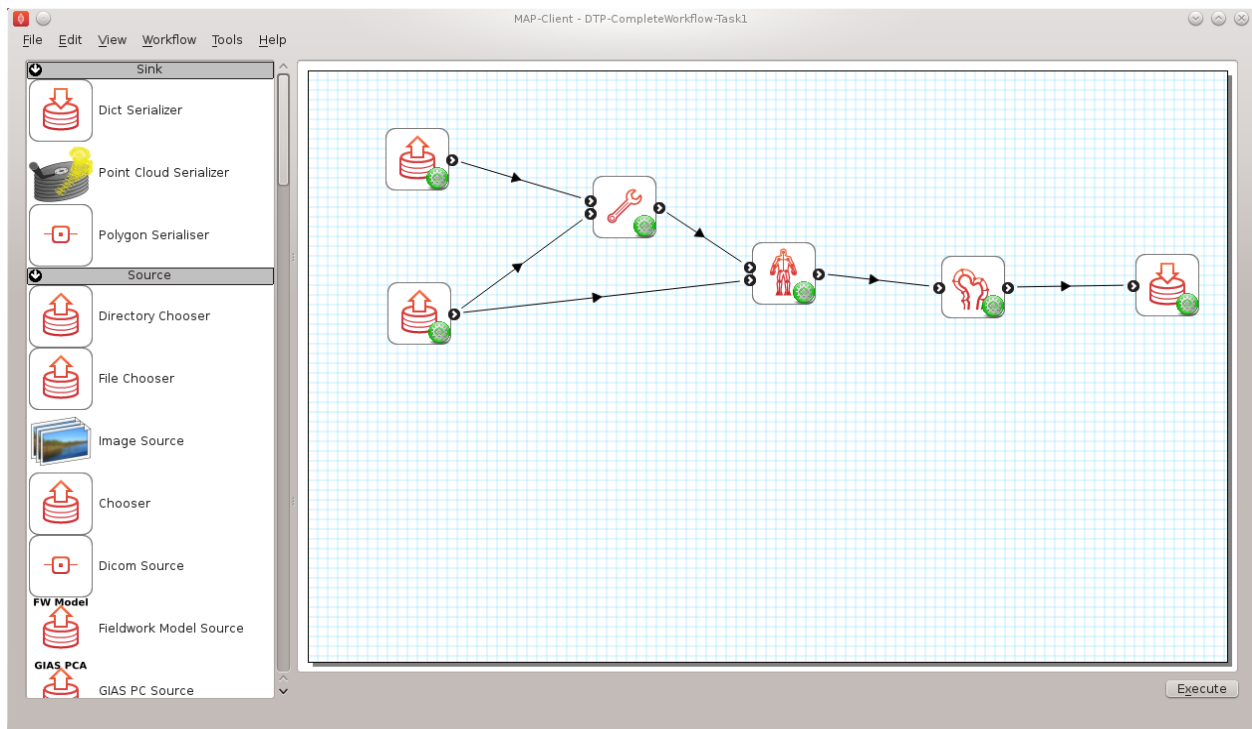 MAP-Client - DTP-CompleteWorkflow-Task1
File Edit View Workflow Tools Help
Sink
Dict Serializer
Point Cloud Serializer
Polygon Serialiser
Source
Directory Chooser
File Chooser
Image Source
Chooser
Dicom Source
FW Model
Fieldwork Model Source
GIAS PCA
GIAS PC Source
Execute